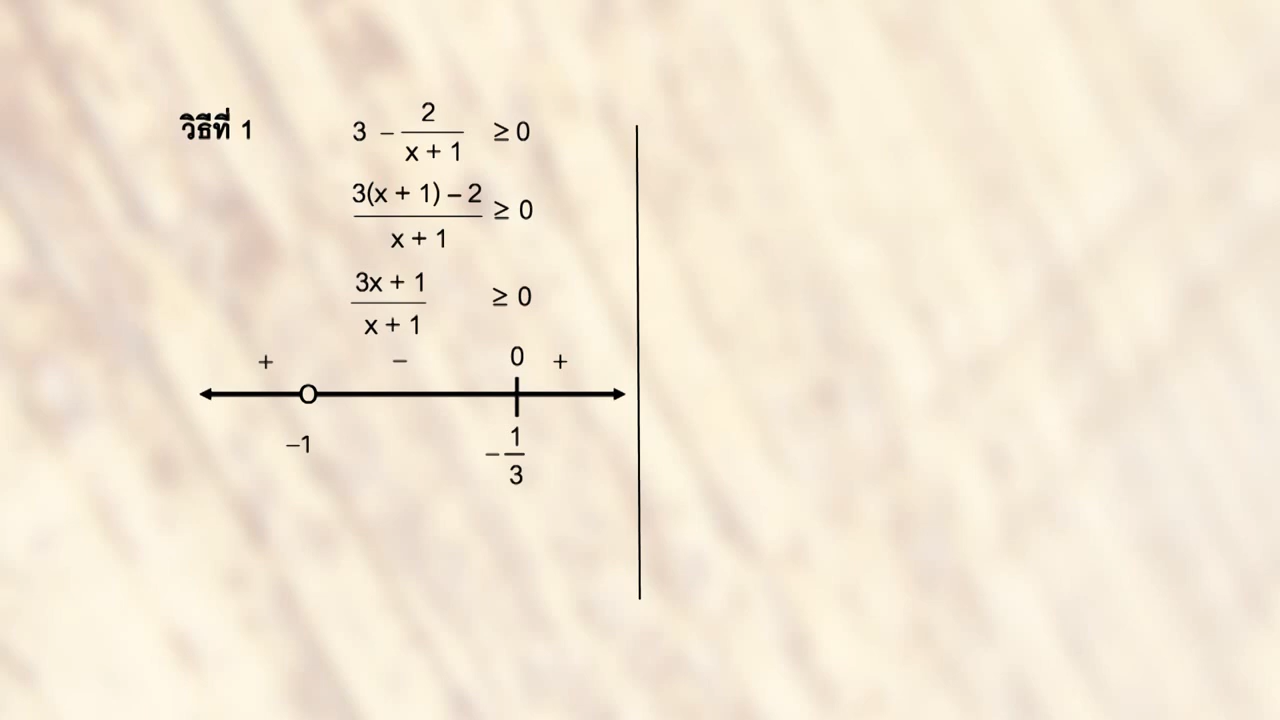 วิธีที่ 1 3 – 2/(x + 1) ≥ 0
(3(x + 1) – 2)/(x + 1) ≥ 0
(3x + 1)/(x + 1) ≥ 0
+ – 0 +
–1 –1/3